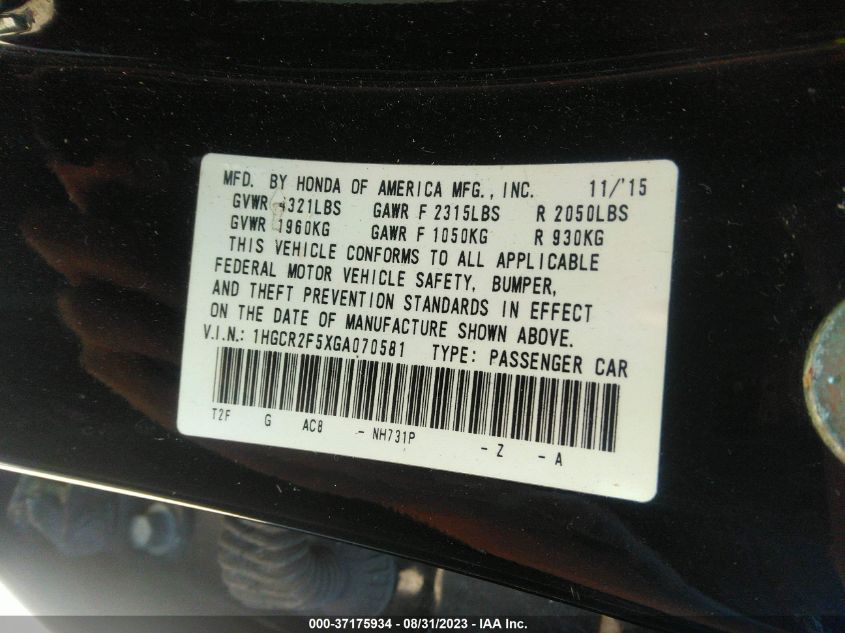 MFD. BY HONDA OF AMERICA MFG., INC. 11/'15
GVWR 4321LBS GAWR F 2315LBS R 2050LBS
GVWR 1960KG GAWR F 1050KG R 930KG
THIS VEHICLE CONFORMS TO ALL APPLICABLE
FEDERAL MOTOR VEHICLE SAFETY, BUMPER,
AND THEFT PREVENTION STANDARDS IN EFFECT
ON THE DATE OF MANUFACTURE SHOWN ABOVE.
V.I.N.: 1HGCR2F5XGA070581 TYPE: PASSENGER CAR
T2F G AC8 - NH731P - Z - A
000-37175934 - 08/31/2023 - IAA Inc.